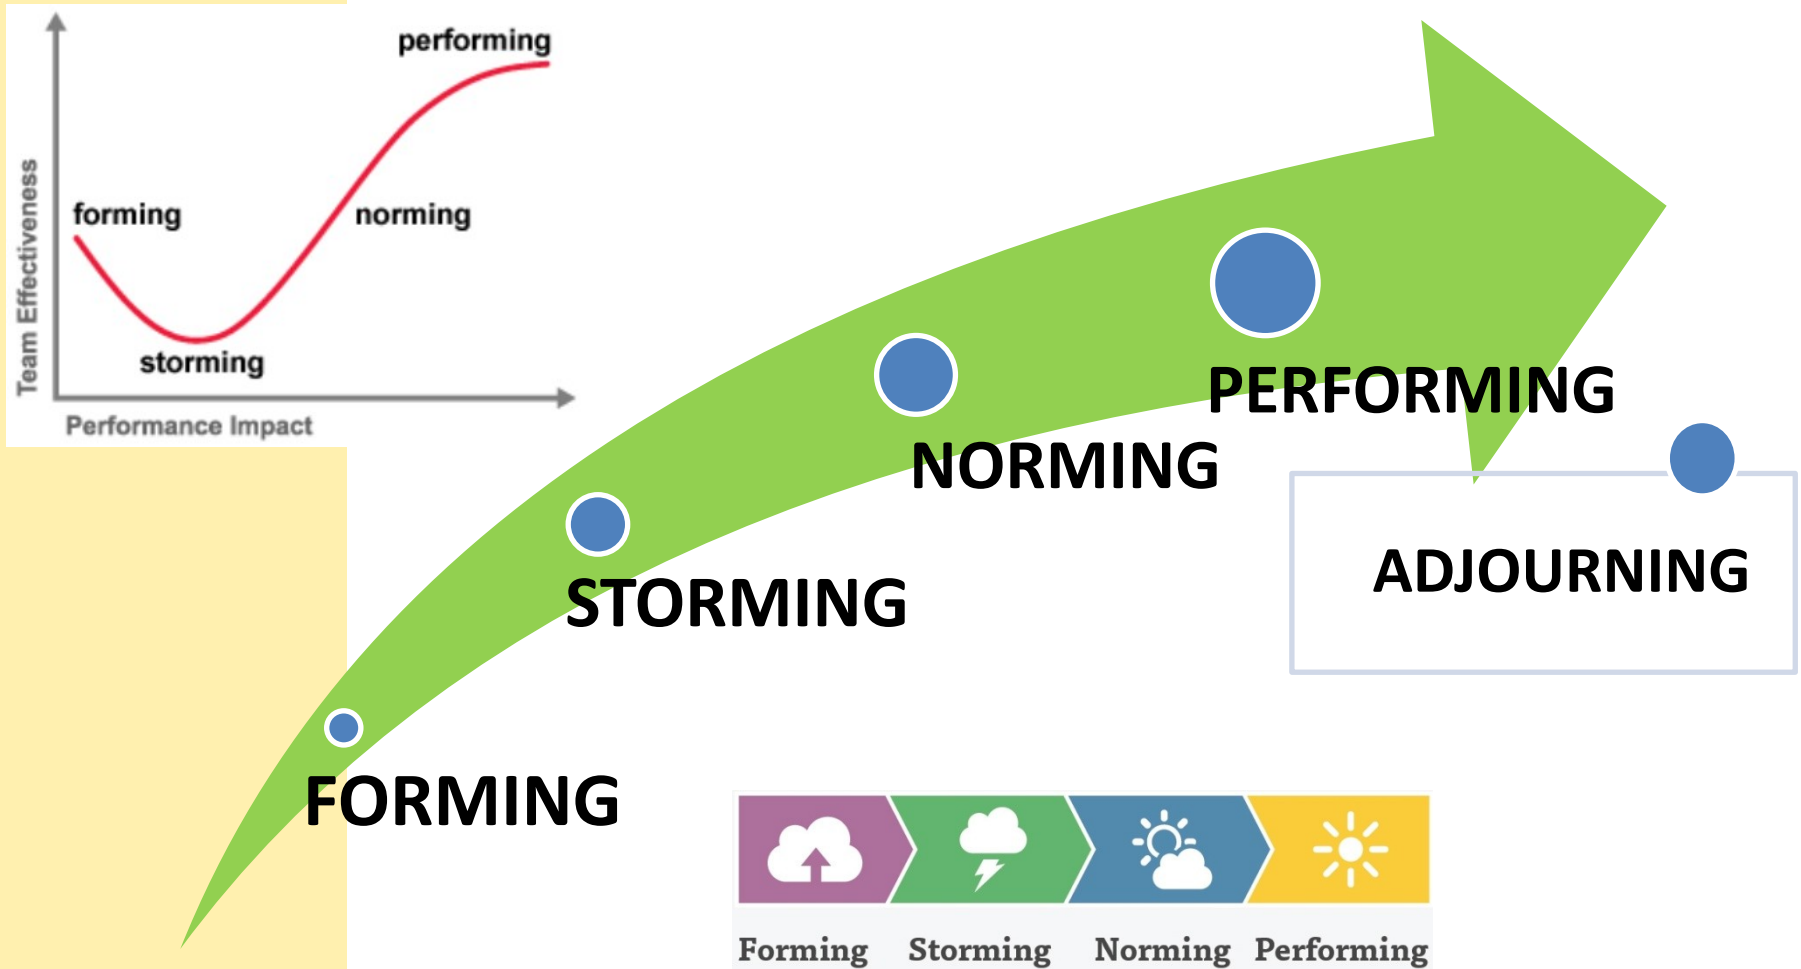 performing
forming
norming
storming
Team Effectiveness
Performance Impact
PERFORMING
NORMING
ADJOURNING
STORMING
FORMING
Forming Storming Norming Performing